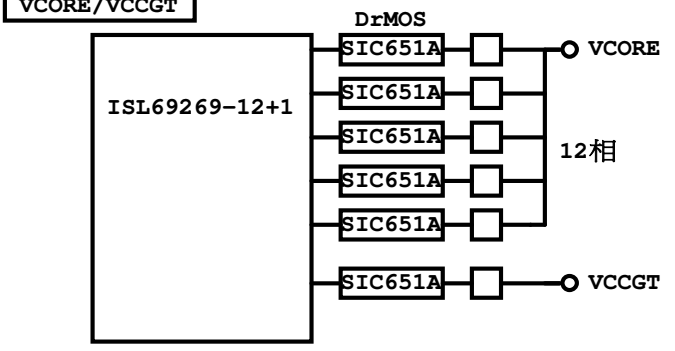 VCORE/VCCGT
DrMOS
SIC651A
VCORE
SIC651A
ISL69269-12+1
SIC651A
12相
SIC651A
SIC651A
SIC651A
VCCGT